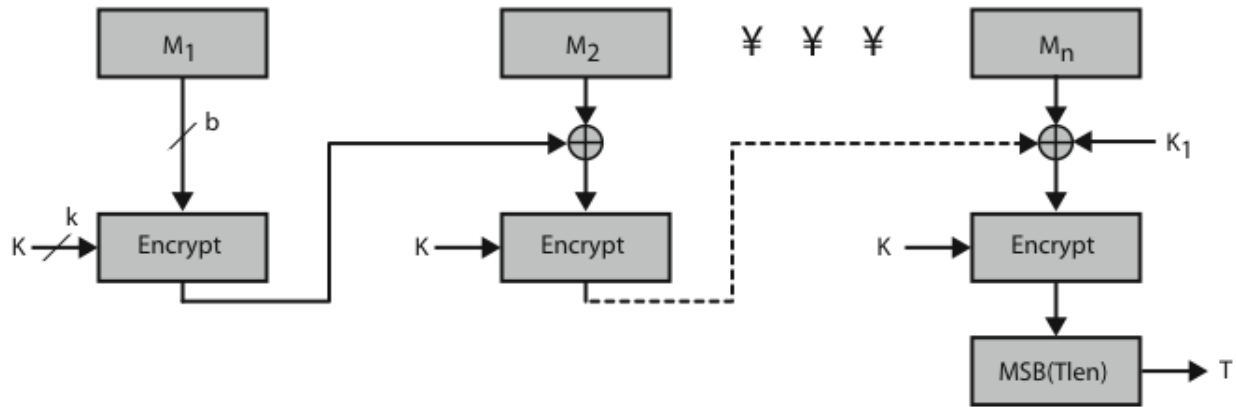 M1
M2
¥ ¥ ¥
Mn
b
K1
k
K
Encrypt
K
Encrypt
K
Encrypt
MSB(Tlen)
T